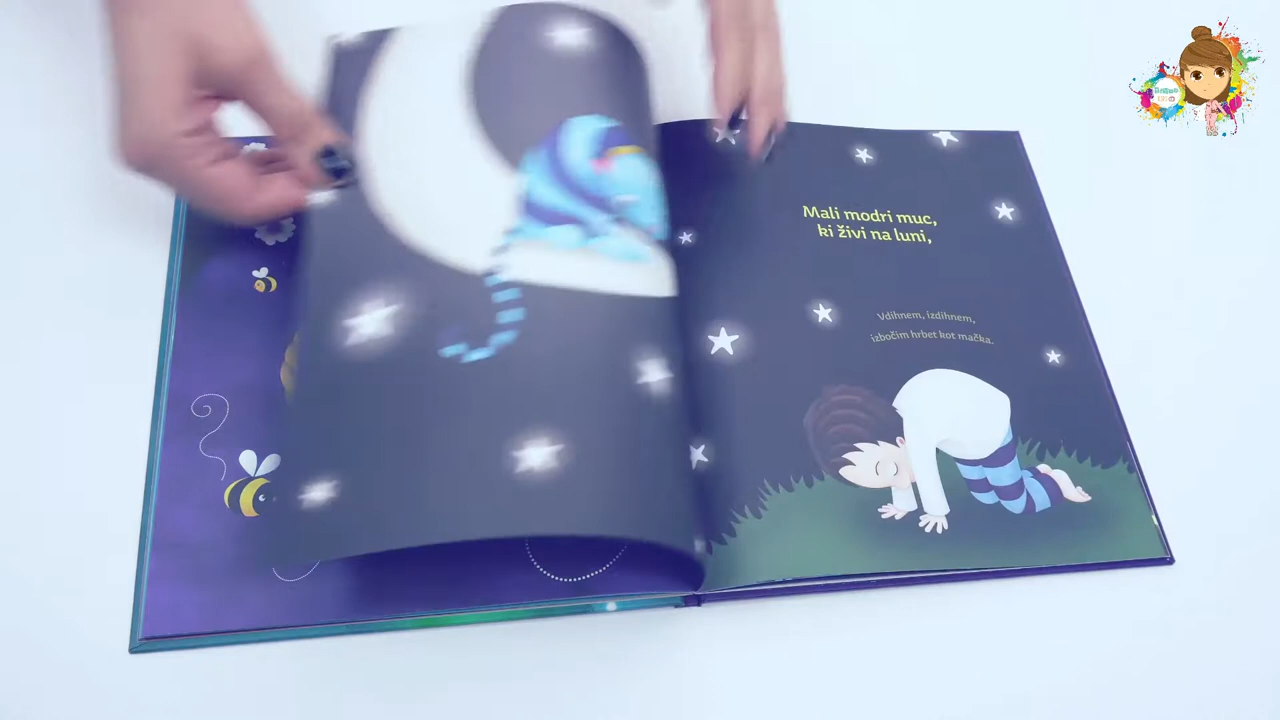 Mali modri muc,
ki živi na luni,
Vdihnem, izdihnem,
izbočim hrbet kot mačka.